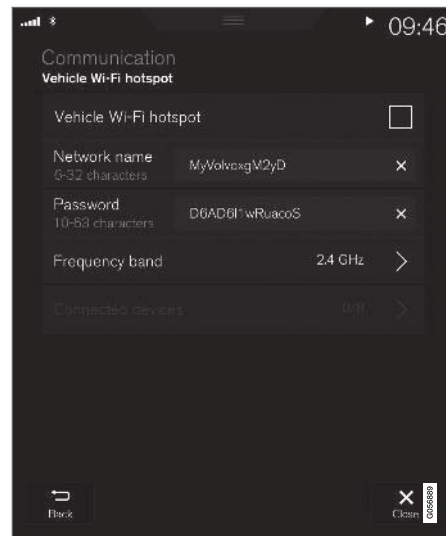 09:46
Communication
Vehicle Wi-Fi hotspot
Vehicle Wi-Fi hotspot
Network name
6-32 characters
MyVolvoxgM2yD
Password
10-63 characters
D6AD6l1wRuacoS
Frequency band
2.4 GHz
Connected devices
0/8
Back
Close
G056889